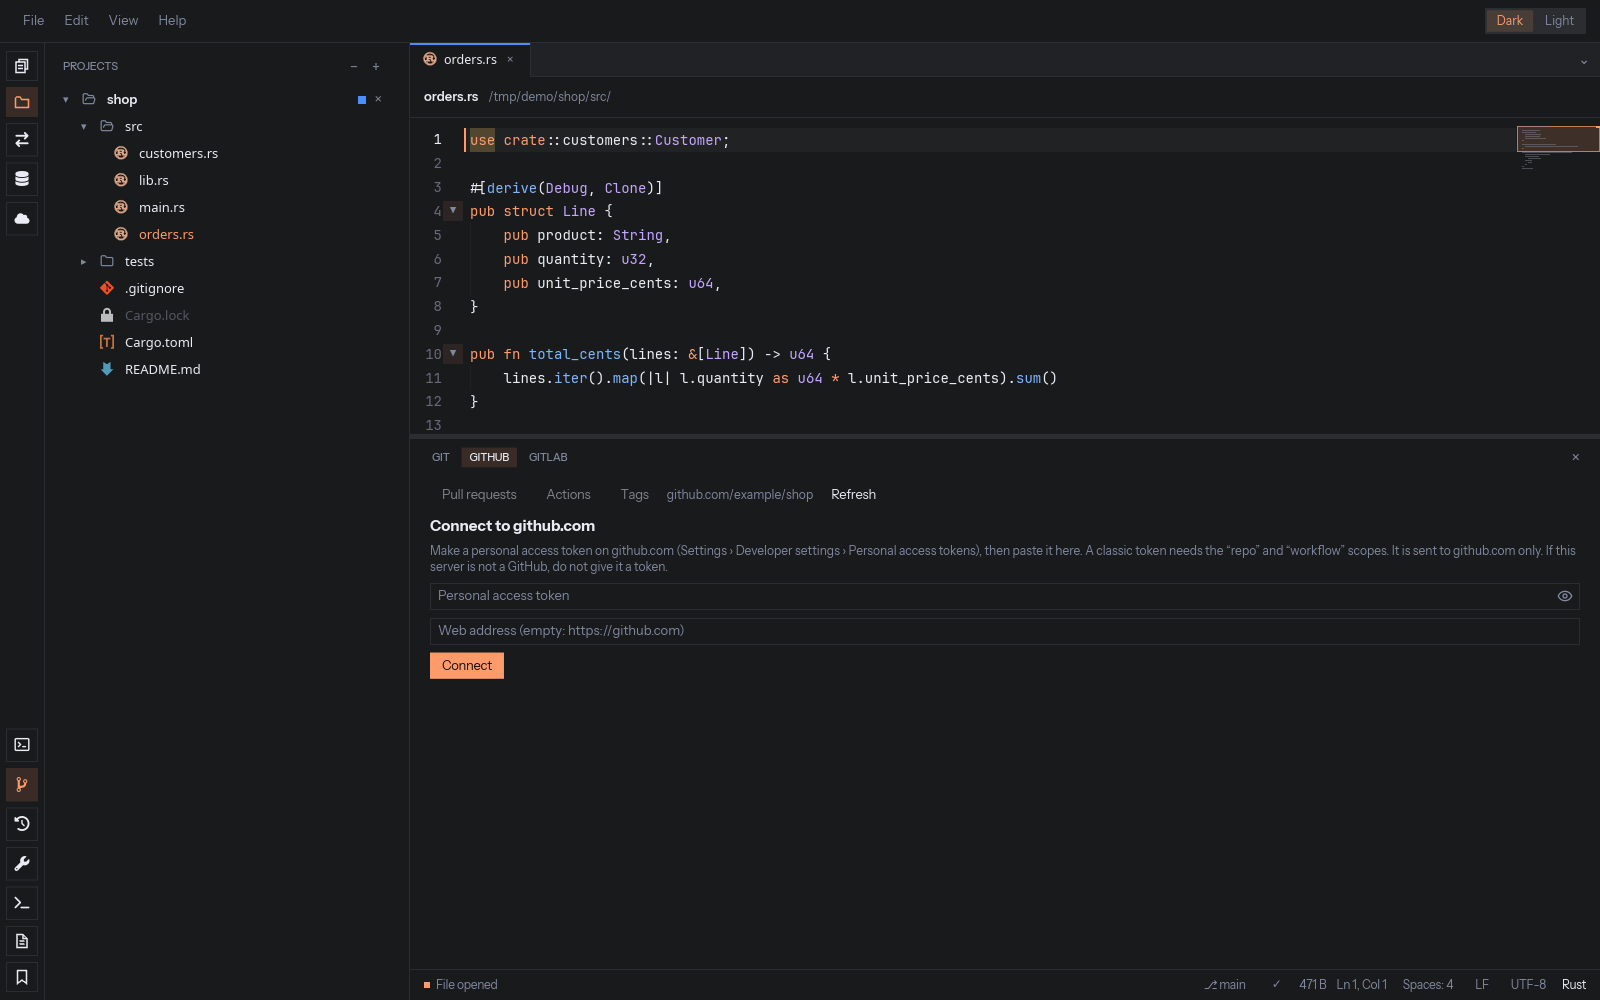 File Edit View Help
Dark Light
PROJECTS − +
shop ×
src
customers.rs
lib.rs
main.rs
orders.rs
tests
.gitignore
Cargo.lock
Cargo.toml
README.md
orders.rs ×
orders.rs /tmp/demo/shop/src/
1 use crate::customers::Customer;
2
3 #[derive(Debug, Clone)]
4 pub struct Line {
5 pub product: String,
6 pub quantity: u32,
7 pub unit_price_cents: u64,
8 }
9
10 pub fn total_cents(lines: &[Line]) -> u64 {
11 lines.iter().map(|l| l.quantity as u64 * l.unit_price_cents).sum()
12 }
13
GIT GITHUB GITLAB ×
Pull requests Actions Tags github.com/example/shop Refresh
Connect to github.com
Make a personal access token on github.com (Settings › Developer settings › Personal access tokens), then paste it here. A classic token needs the “repo” and “workflow” scopes. It is sent to github.com only. If this
server is not a GitHub, do not give it a token.
Personal access token
Web address (empty: https://github.com)
Connect
File opened
main ✓ 471 B Ln 1, Col 1 Spaces: 4 LF UTF-8 Rust